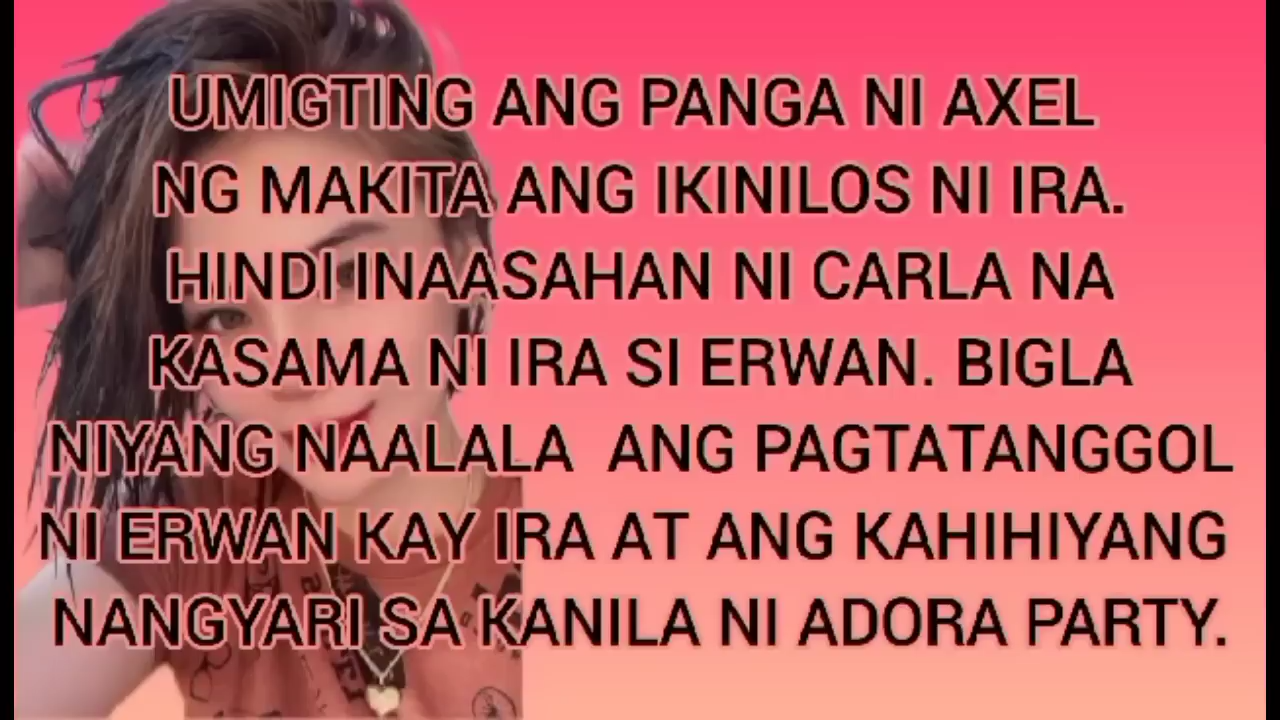 UMIGTING ANG PANGA NI AXEL
NG MAKITA ANG IKINILOS NI IRA.
HINDI INAASAHAN NI CARLA NA
KASAMA NI IRA SI ERWAN. BIGLA
NIYANG NAALALA ANG PAGTATANGGOL
NI ERWAN KAY IRA AT ANG KAHIHIYANG
NANGYARI SA KANILA NI ADORA PARTY.